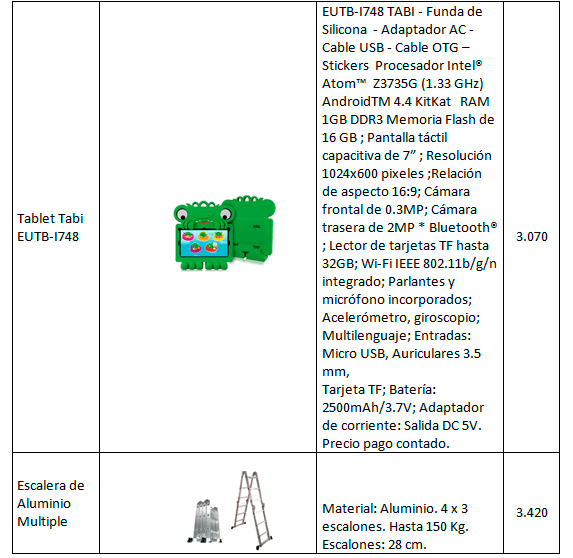 Tablet Tabi
EUTB-I748
EUTB-I748 TABI - Funda de
Silicona - Adaptador AC -
Cable USB - Cable OTG –
Stickers Procesador Intel®
Atom™ Z3735G (1.33 GHz)
AndroidTM 4.4 KitKat RAM
1GB DDR3 Memoria Flash de
16 GB ; Pantalla táctil
capacitiva de 7” ; Resolución
1024x600 pixeles ;Relación
de aspecto 16:9; Cámara
frontal de 0.3MP; Cámara
trasera de 2MP * Bluetooth®
; Lector de tarjetas TF hasta
32GB; Wi-Fi IEEE 802.11b/g/n
integrado; Parlantes y
micrófono incorporados;
Acelerómetro, giroscopio;
Multilenguaje; Entradas:
Micro USB, Auriculares 3.5
mm,
Tarjeta TF; Batería:
2500mAh/3.7V; Adaptador
de corriente: Salida DC 5V.
Precio pago contado.
3.070
Escalera de
Aluminio
Multiple
Material: Aluminio. 4 x 3
escalones. Hasta 150 Kg.
Escalones: 28 cm.
3.420